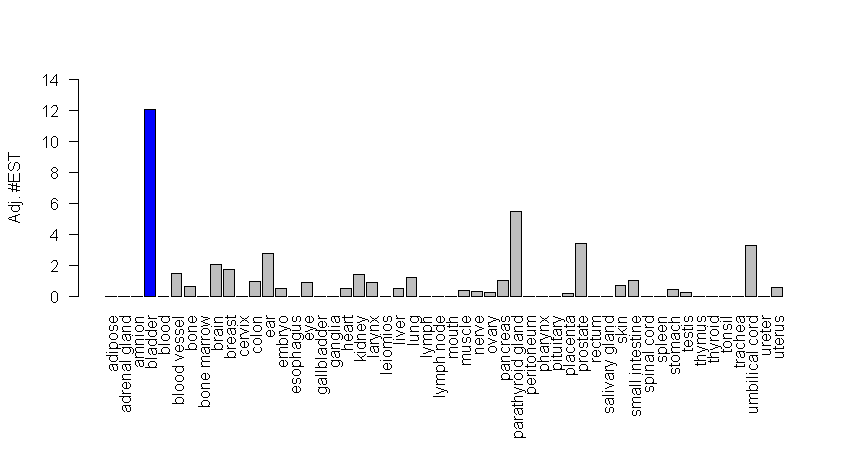 Adj. #EST
14
12
10
8
6
4
2
0
adipose
adrenal gland
amnion
bladder
blood
blood vessel
bone
bone marrow
brain
breast
cervix
colon
ear
embryo
esophagus
eye
gallbladder
ganglia
heart
kidney
larynx
leiomios
liver
lung
lymph
lymph node
mouth
muscle
nerve
ovary
pancreas
parathyroid gland
peritoneum
pharynx
pituitary
placenta
prostate
rectum
salivary gland
skin
small intestine
spinal cord
spleen
stomach
testis
thymus
thyroid
tonsil
trachea
umbilical cord
ureter
uterus